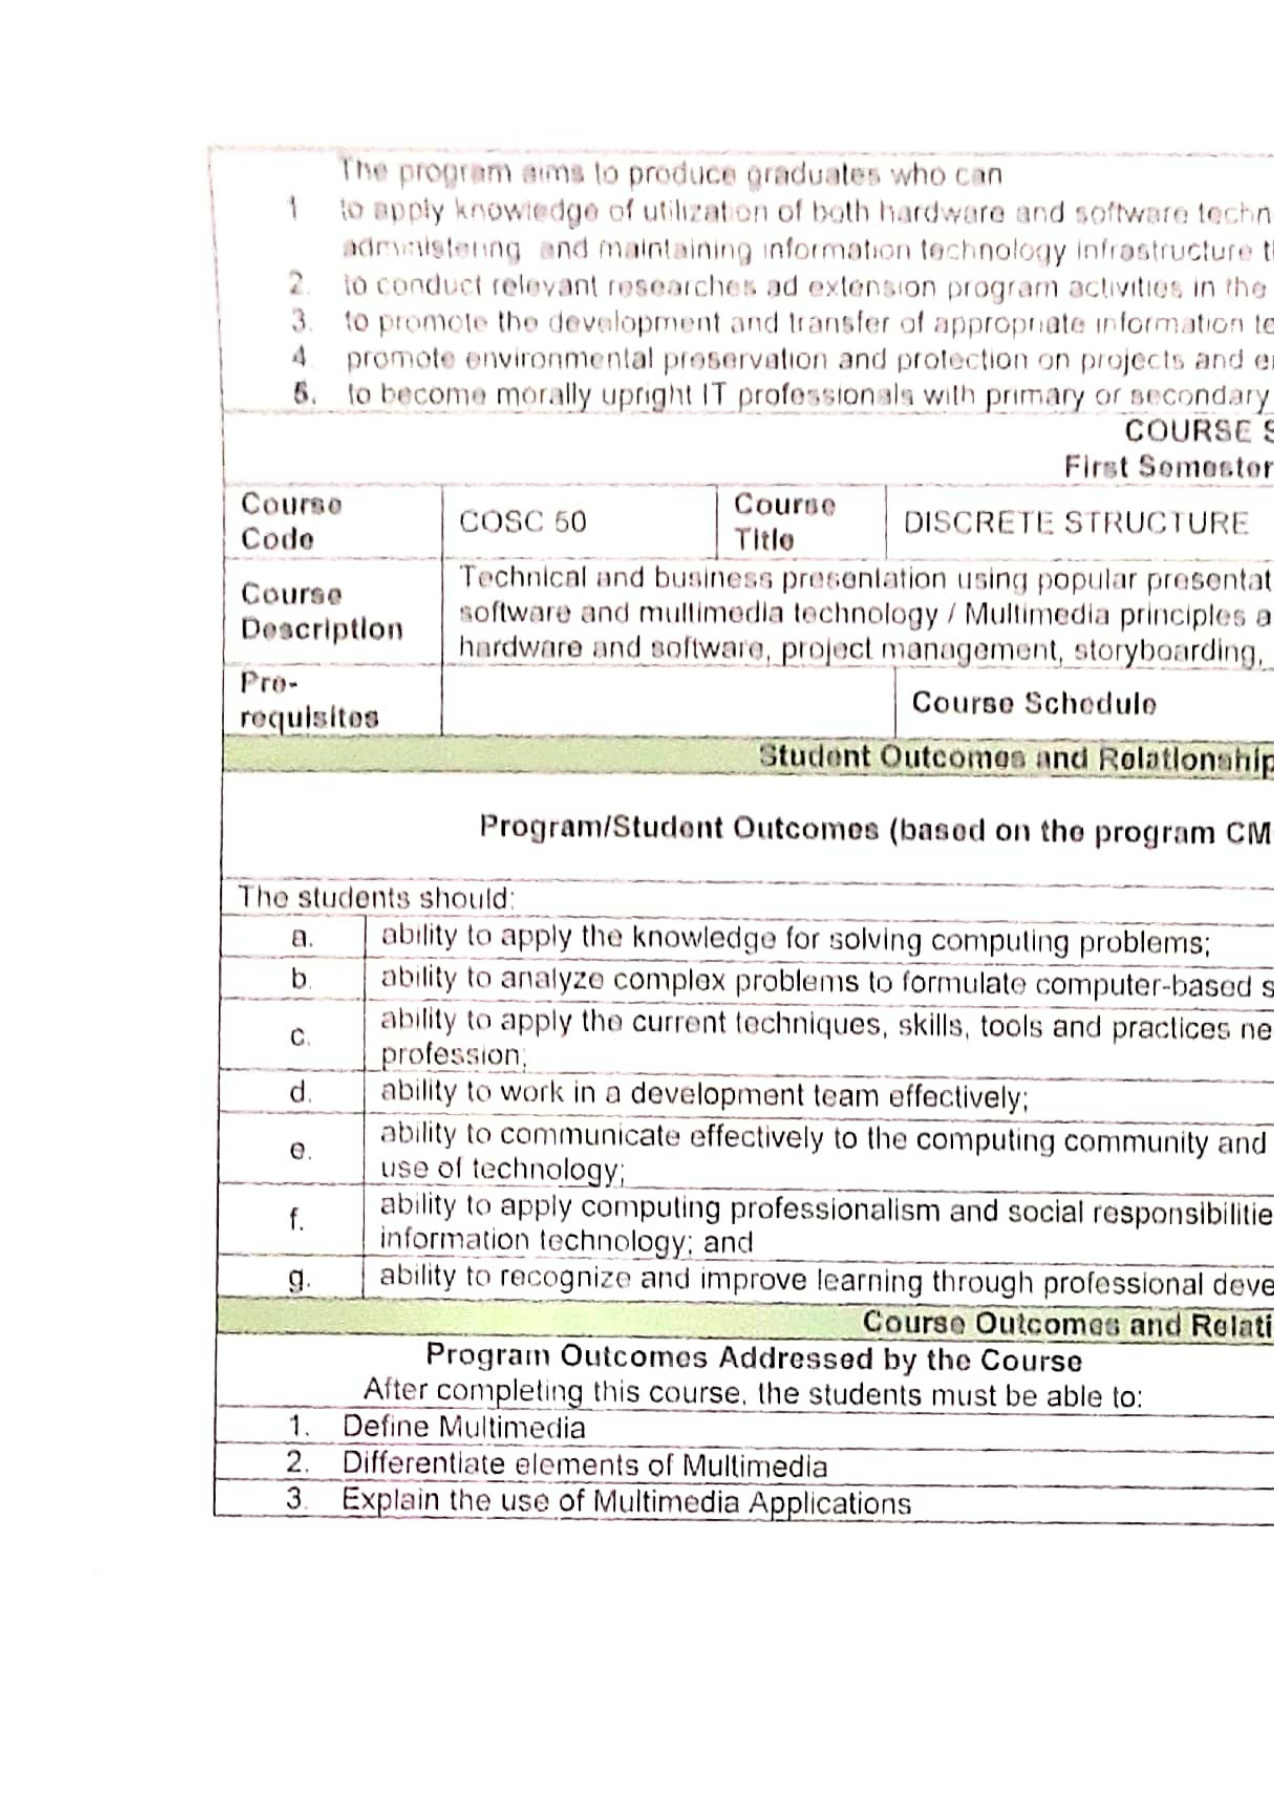 The program aims to produce graduates who can
1 to apply knowledge of utilization of both hardware and software techn
administering and maintaining information technology infrastructure t
2. to conduct relevant researches ad extension program activities in the
3. to promote the development and transfer of appropriate information te
4 promote environmental preservation and protection on projects and e
5. to become morally upright IT professionals with primary or secondary
COURSE S
First Semester
Course Code
COSC 50
Course Title
DISCRETE STRUCTURE
Course Description
Technical and business presentation using popular presentat
software and multimedia technology / Multimedia principles a
hardware and software, project management, storyboarding,
Pre-
requisites
Course Schedule
Student Outcomes and Relationship
Program/Student Outcomes (based on the program CM
The students should:
a. ability to apply the knowledge for solving computing problems;
b. ability to analyze complex problems to formulate computer-based s
c. ability to apply the current techniques, skills, tools and practices ne
profession;
d. ability to work in a development team effectively;
e. ability to communicate effectively to the computing community and
use of technology;
f. ability to apply computing professionalism and social responsibilitie
information technology; and
g. ability to recognize and improve learning through professional deve
Course Outcomes and Relati
Program Outcomes Addressed by the Course
After completing this course, the students must be able to:
1. Define Multimedia
2. Differentiate elements of Multimedia
3. Explain the use of Multimedia Applications